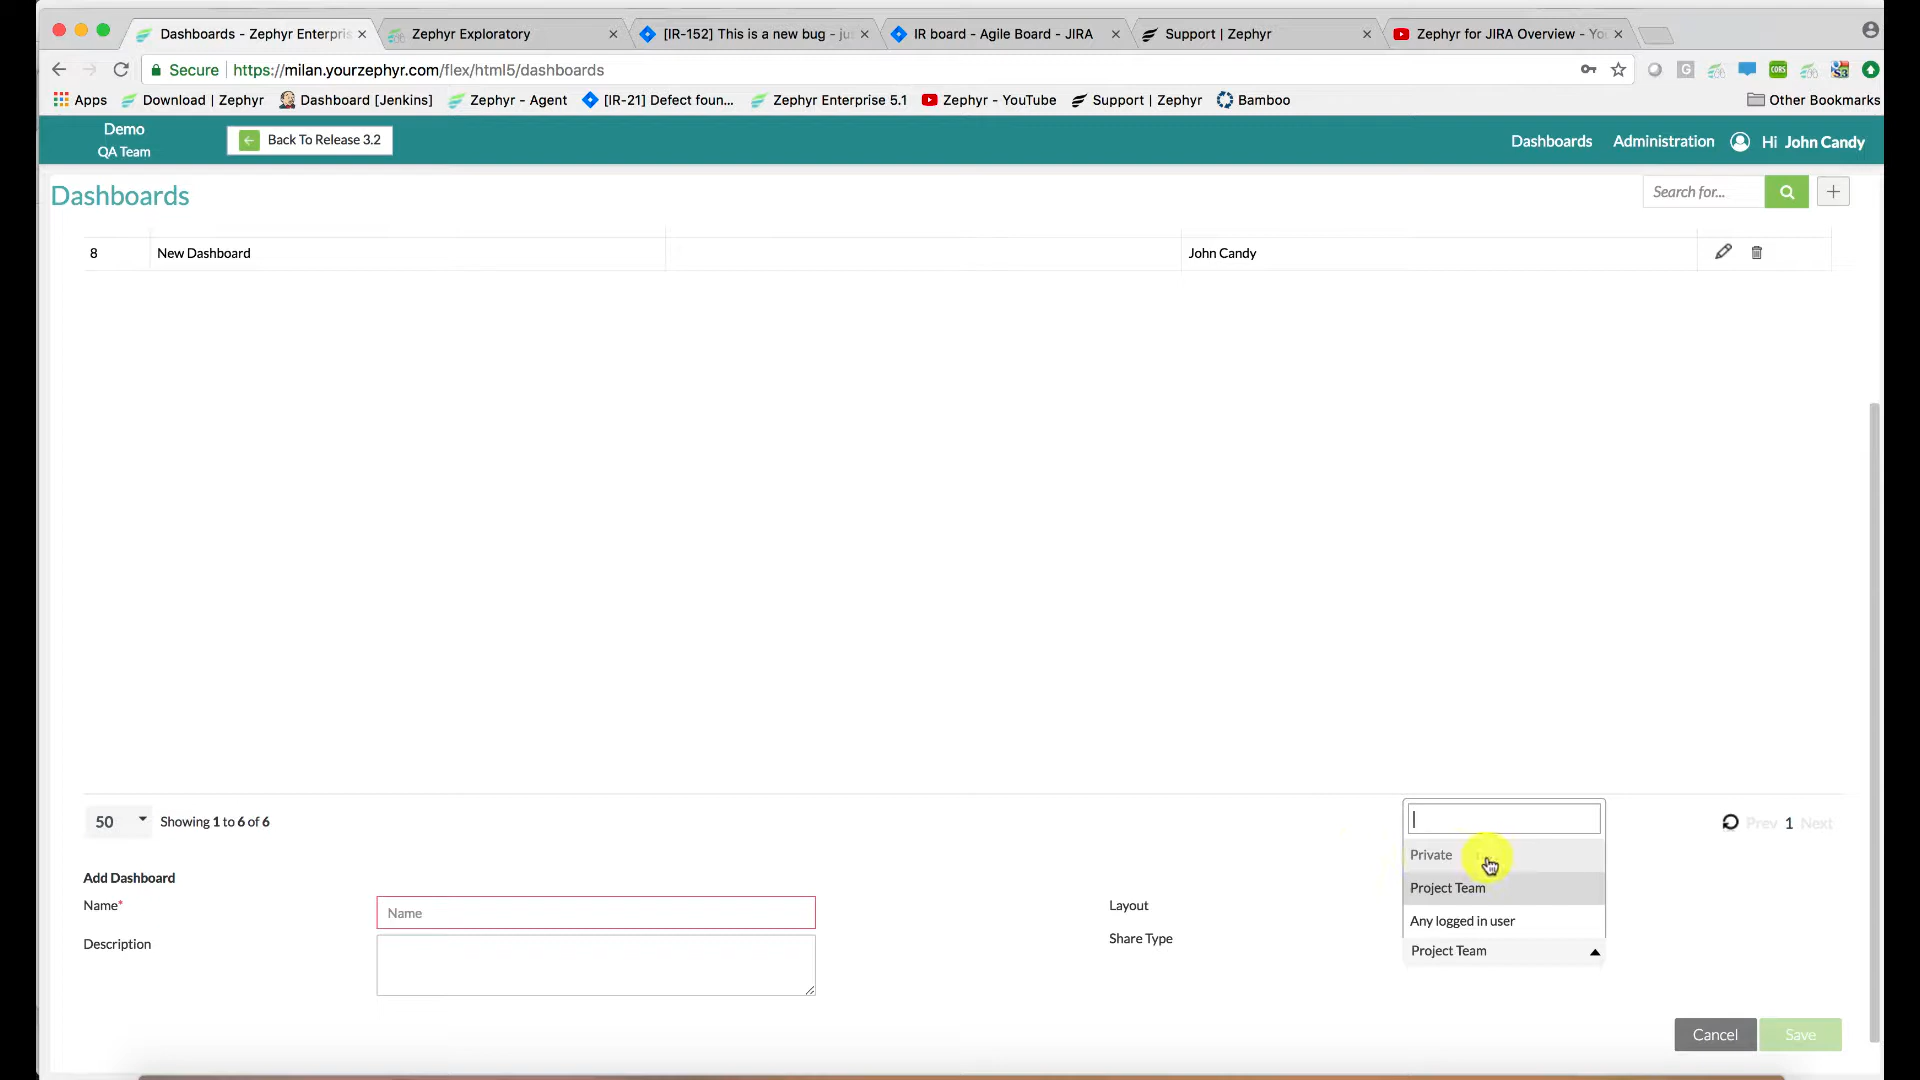 Dashboards - Zephyr Enterpris
Zephyr Exploratory
[IR-152] This is a new bug - ju
IR board - Agile Board - JIRA
Support | Zephyr
Zephyr for JIRA Overview - Yo
Secure
https://milan.yourzephyr.com/flex/html5/dashboards
Apps
Download | Zephyr
Dashboard [Jenkins]
Zephyr - Agent
[IR-21] Defect foun...
Zephyr Enterprise 5.1
Zephyr - YouTube
Support | Zephyr
Bamboo
Other Bookmarks
Demo
QA Team
Back To Release 3.2
Dashboards
Administration
Hi John Candy
Dashboards
Search for...
8
New Dashboard
John Candy
50
Showing 1 to 6 of 6
Prev 1 Next
Private
Project Team
Any logged in user
Project Team
Add Dashboard
Name*
Name
Layout
Description
Share Type
Cancel
Save